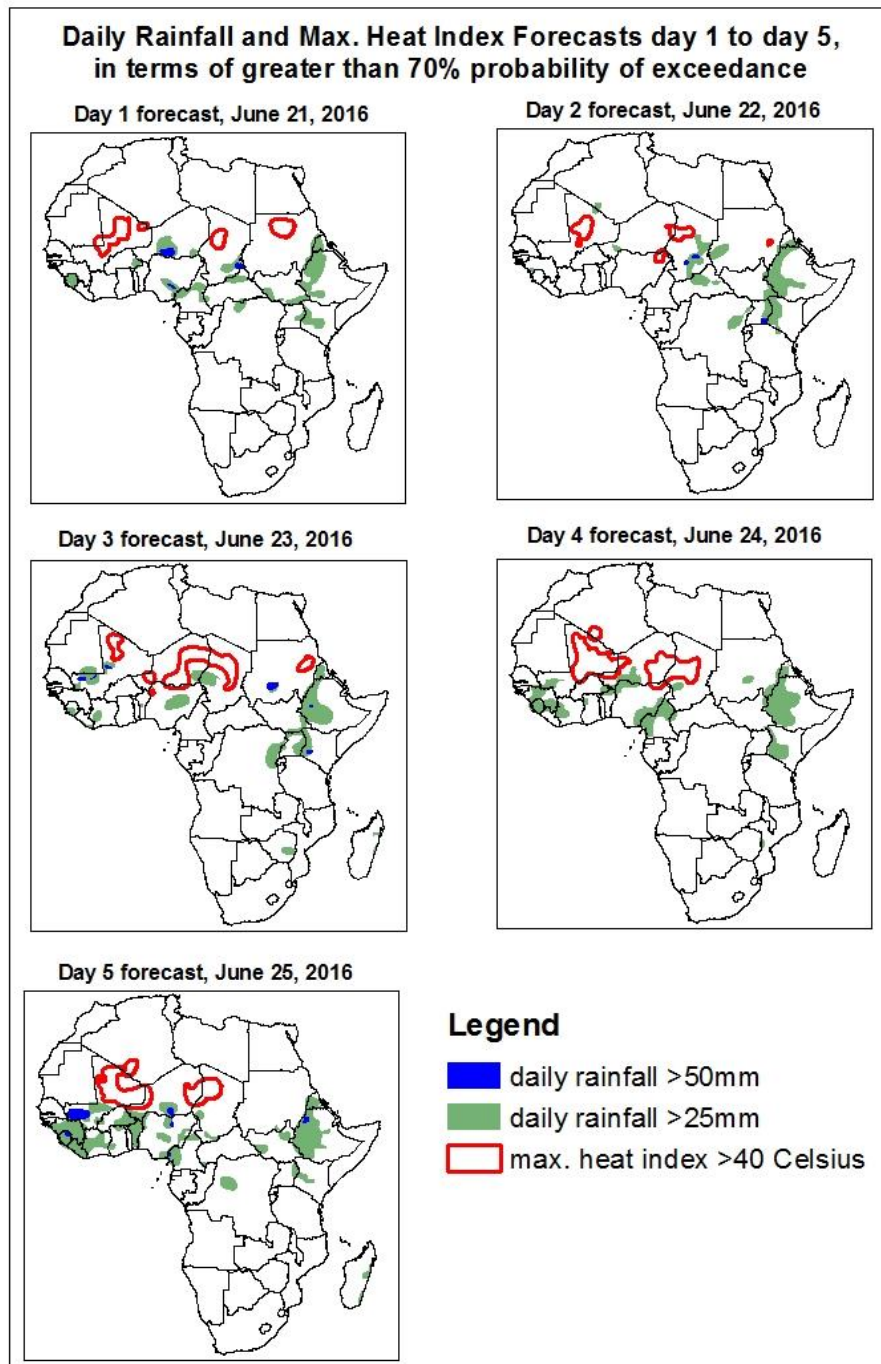 Daily Rainfall and Max. Heat Index Forecasts day 1 to day 5,
in terms of greater than 70% probability of exceedance
Day 1 forecast, June 21, 2016
Day 2 forecast, June 22, 2016
Day 3 forecast, June 23, 2016
Day 4 forecast, June 24, 2016
Day 5 forecast, June 25, 2016
Legend
daily rainfall >50mm
daily rainfall >25mm
max. heat index >40 Celsius